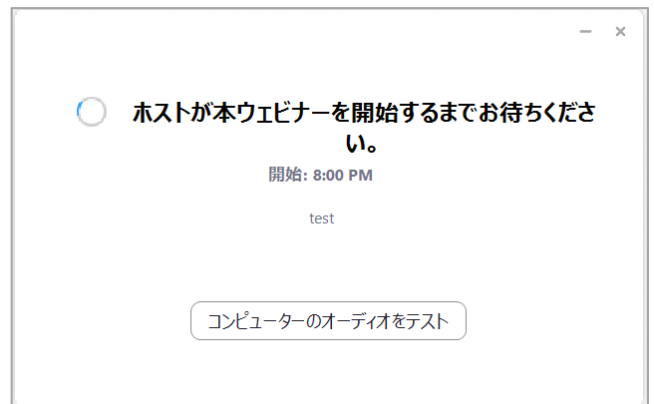 ホストが本ウェビナーを開始するまでお待ちくださ
い。
開始: 8:00 PM
test
コンピューターのオーディオをテスト